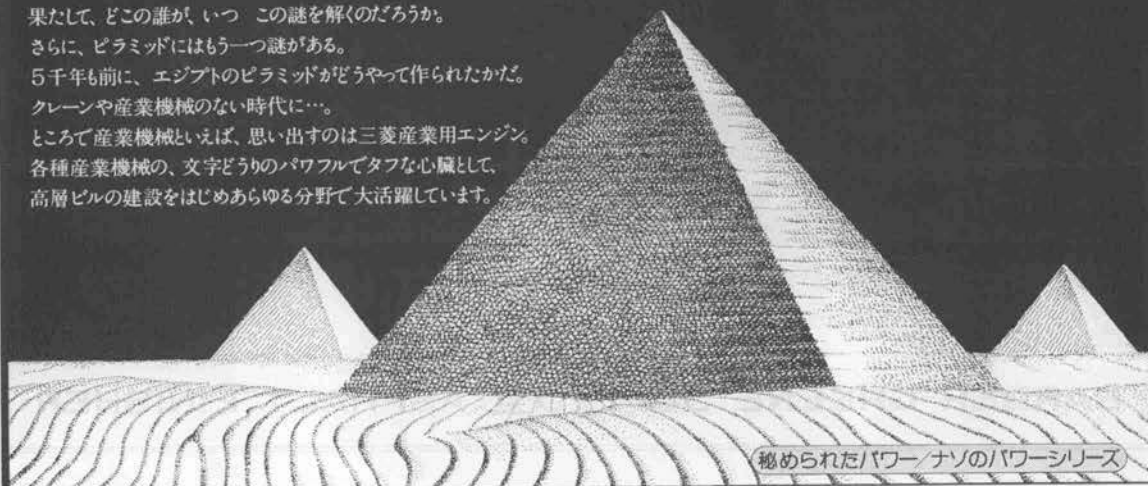 果たして、どこの誰が、いつ この謎を解くのだろうか。
さらに、ピラミッドにはもう一つ謎がある。
5千年も前に、エジプトのピラミッドがどうやって作られたかだ。
クレーンや産業機械のない時代に…。
ところで産業機械といえば、思い出すのは三菱産業用エンジン。
各種産業機械の、文字どうりのパワフルでタフな心臓として、
高層ビルの建設をはじめあらゆる分野で大活躍しています。
秘められたパワー/ナゾのパワーシリーズ